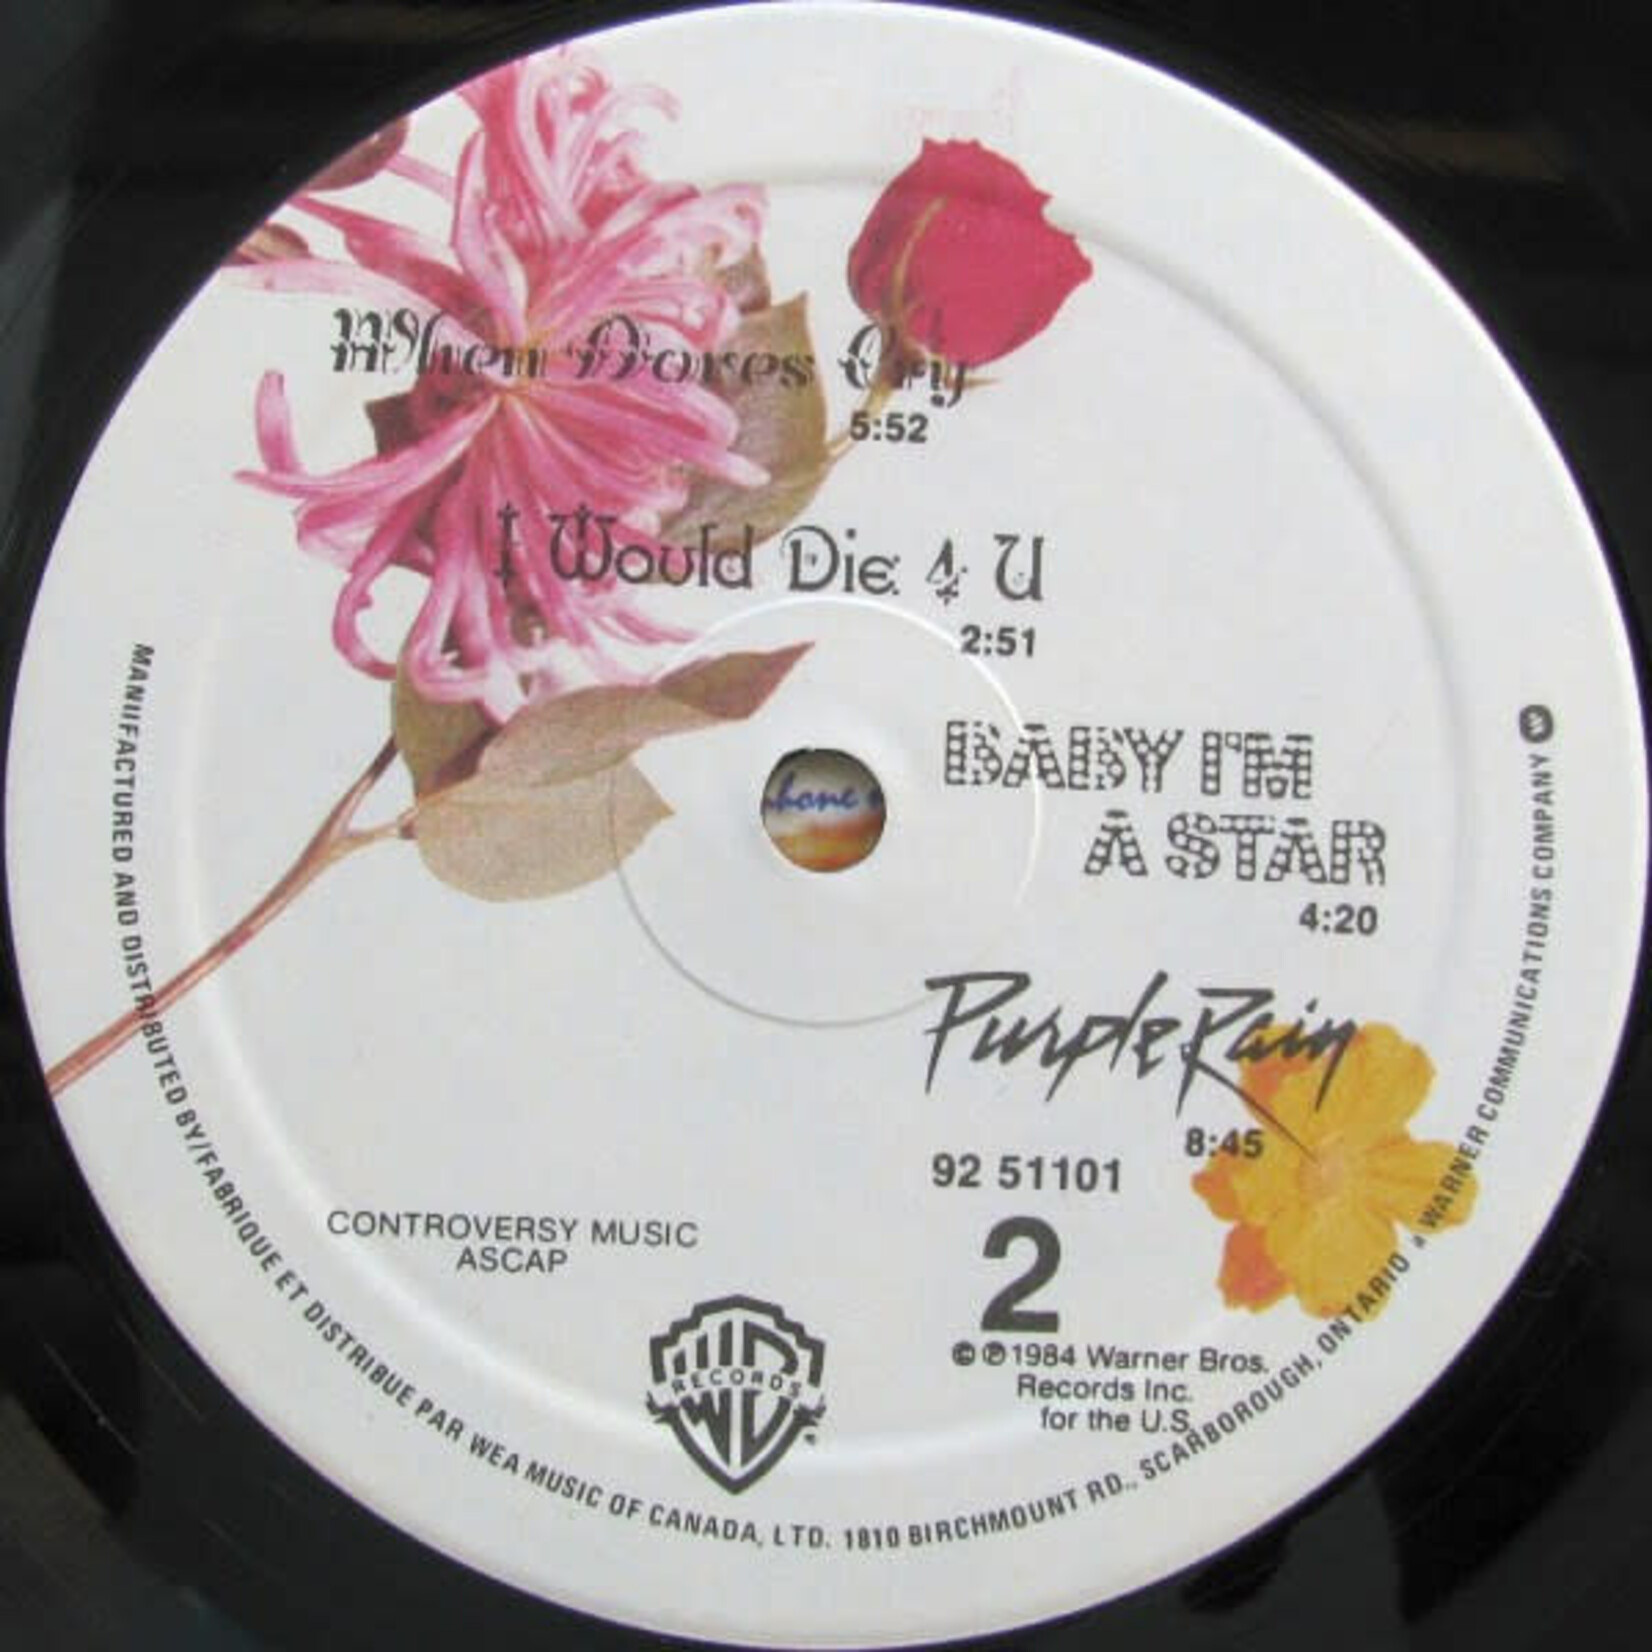 When Doves Cry
5:52
I Would Die 4 U
2:51
BABY I'M
A STAR
4:20
Purple Rain
8:45
92 51101
2
CONTROVERSY MUSIC
ASCAP
WB
RECORDS
©℗1984 Warner Bros.
Records Inc.
for the U.S.
MANUFACTURED AND DISTRIBUTED BY/FABRIQUE ET DISTRIBUE PAR WEA MUSIC OF CANADA, LTD. 1810 BIRCHMOUNT RD., SCARBOROUGH, ONTARIO a WARNER COMMUNICATIONS COMPANY